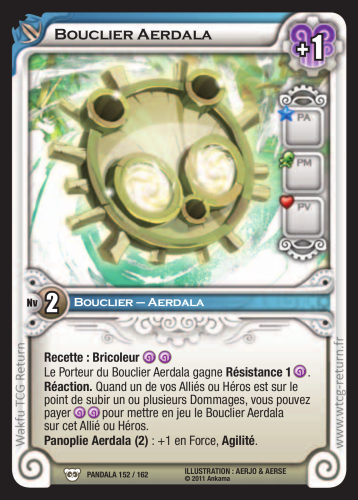 Bouclier Aerdala
+1
PA
PM
PV
Nv 2
Bouclier – Aerdala
Recette : Bricoleur
Le Porteur du Bouclier Aerdala gagne Résistance 1 .
Réaction. Quand un de vos Alliés ou Héros est sur le
point de subir un ou plusieurs Dommages, vous pouvez
payer pour mettre en jeu le Bouclier Aerdala
sur cet Allié ou Héros.
Panoplie Aerdala (2) : +1 en Force, Agilité.
PANDALA 152 / 162
ILLUSTRATION : AERJO & AERSE
© 2011 Ankama
Wakfu TCG Return
www.wtcg-return.fr